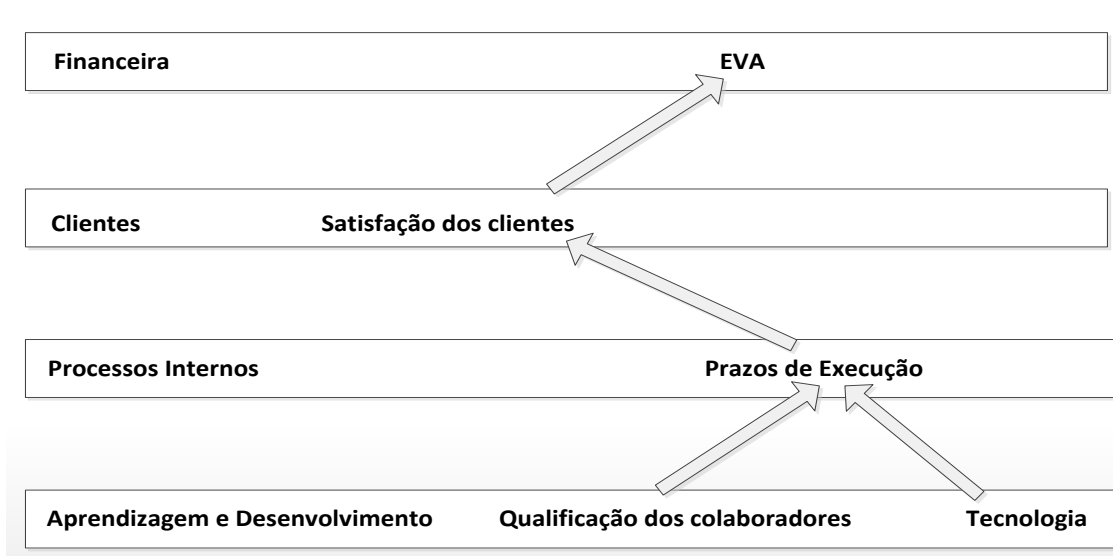 Financeira EVA
Clientes Satisfação dos clientes
Processos Internos Prazos de Execução
Aprendizagem e Desenvolvimento Qualificação dos colaboradores Tecnologia